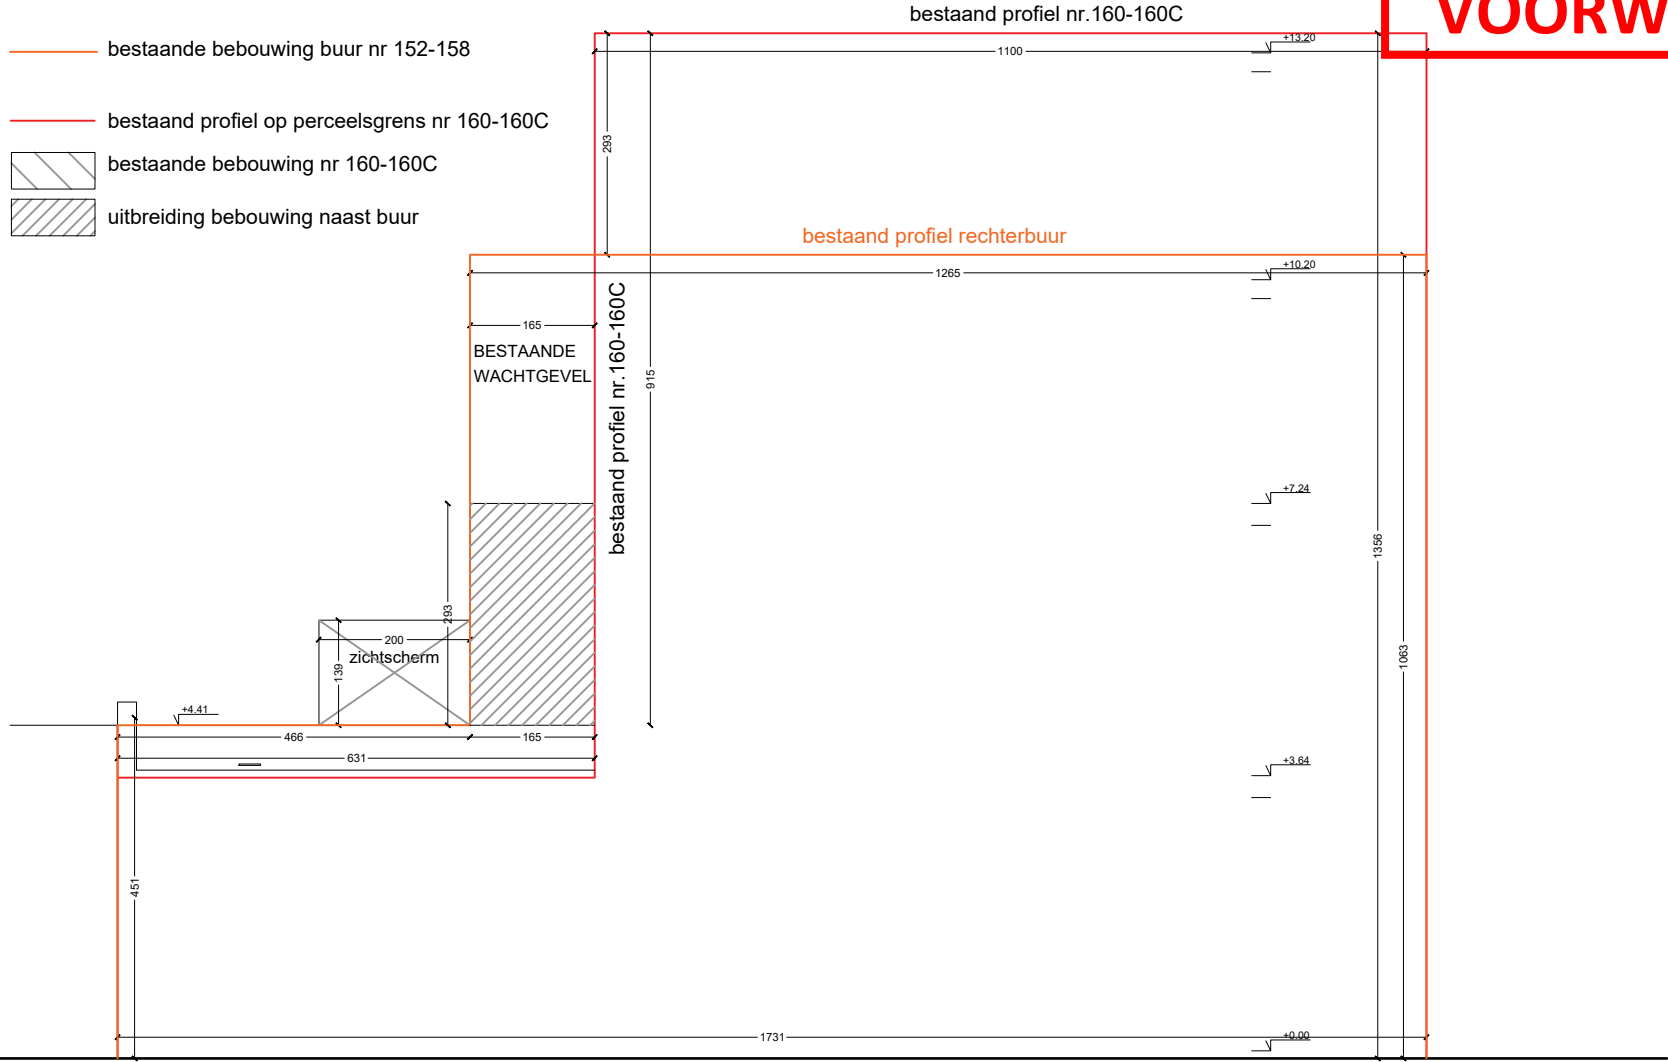 bestaand profiel nr.160-160C
VOORW
bestaande bebouwing buur nr 152-158
+13.20
1100
bestaand profiel op perceelsgrens nr 160-160C
293
bestaande bebouwing nr 160-160C
uitbreiding bebouwing naast buur
bestaand profiel rechterbuur
+10.20
1265
165
BESTAANDE
WACHTGEVEL
bestaand profiel nr.160-160C
915
+7.24
1356
293
200
zichtscherm
139
1063
+4.41
466
165
631
+3.64
451
1731
+0.00